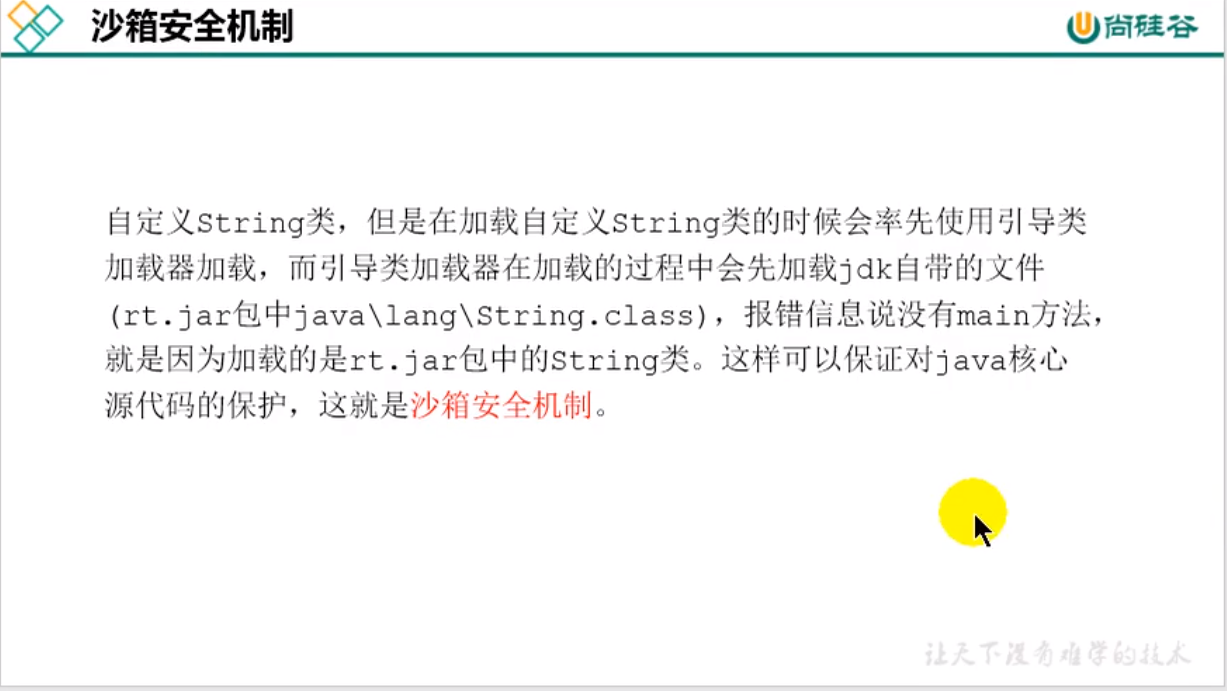 沙箱安全机制
尚硅谷
自定义String类，但是在加载自定义String类的时候会率先使用引导类
加载器加载，而引导类加载器在加载的过程中会先加载jdk自带的文件
(rt.jar包中java\lang\String.class)，报错信息说没有main方法，
就是因为加载的是rt.jar包中的String类。这样可以保证对java核心
源代码的保护，这就是沙箱安全机制。
让天下没有难学的技术